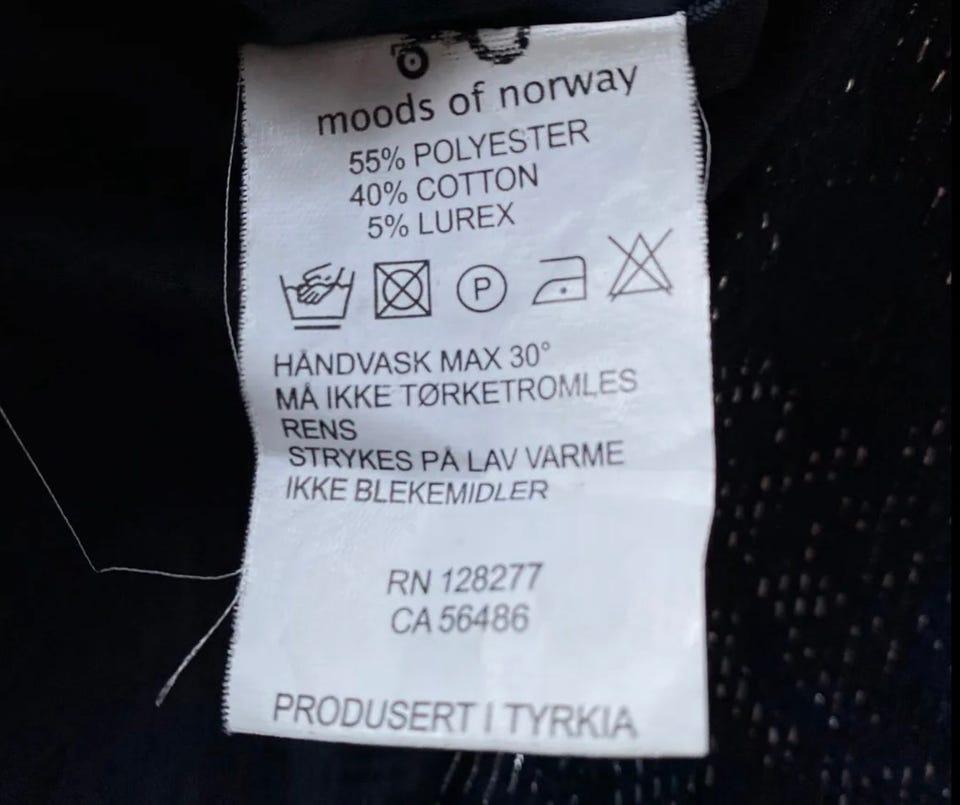 moods of norway
55% POLYESTER
40% COTTON
5% LUREX
P
HÅNDVASK MAX 30°
MÅ IKKE TØRKETROMLES
RENS
STRYKES PÅ LAV VARME
IKKE BLEKEMIDLER
RN 128277
CA 56486
PRODUSERT I TYRKIA